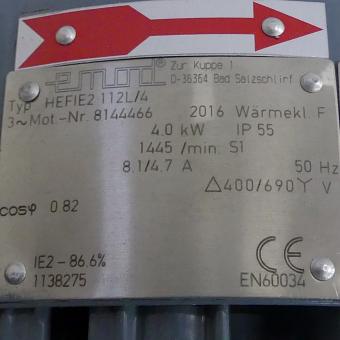 emod Zur Kuppe 1
D-36364 Bad Salzschlirf
Typ HEFIE2 112L/4
3~Mot.-Nr. 8144466 2016 Wärmekl. F
4.0 kW IP 55
1445 /min. S1
8.1/4.7 A 50 Hz
△400/690Y V
cosφ 0.82
IE2-86.6% CE
1138275 EN60034